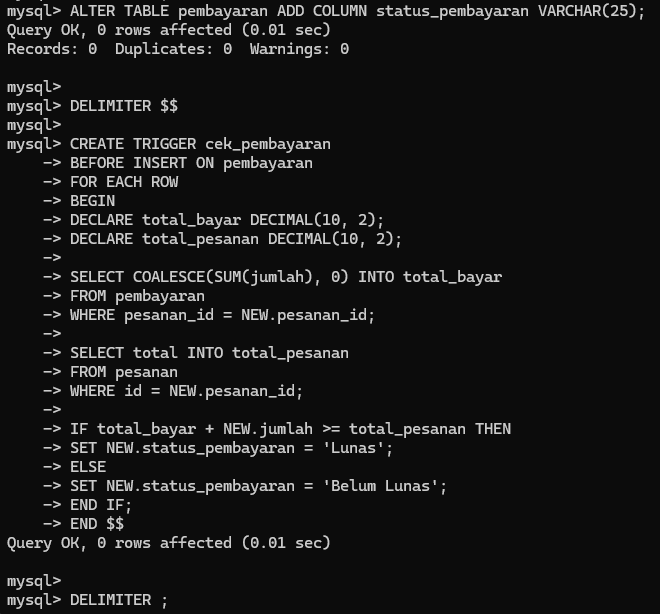 mysql> ALTER TABLE pembayaran ADD COLUMN status_pembayaran VARCHAR(25);
Query OK, 0 rows affected (0.01 sec)
Records: 0  Duplicates: 0  Warnings: 0

mysql>
mysql> DELIMITER $$
mysql>
mysql> CREATE TRIGGER cek_pembayaran
    -> BEFORE INSERT ON pembayaran
    -> FOR EACH ROW
    -> BEGIN
    -> DECLARE total_bayar DECIMAL(10, 2);
    -> DECLARE total_pesanan DECIMAL(10, 2);
    ->
    -> SELECT COALESCE(SUM(jumlah), 0) INTO total_bayar
    -> FROM pembayaran
    -> WHERE pesanan_id = NEW.pesanan_id;
    ->
    -> SELECT total INTO total_pesanan
    -> FROM pesanan
    -> WHERE id = NEW.pesanan_id;
    ->
    -> IF total_bayar + NEW.jumlah >= total_pesanan THEN
    -> SET NEW.status_pembayaran = 'Lunas';
    -> ELSE
    -> SET NEW.status_pembayaran = 'Belum Lunas';
    -> END IF;
    -> END $$
Query OK, 0 rows affected (0.01 sec)

mysql>
mysql> DELIMITER ;